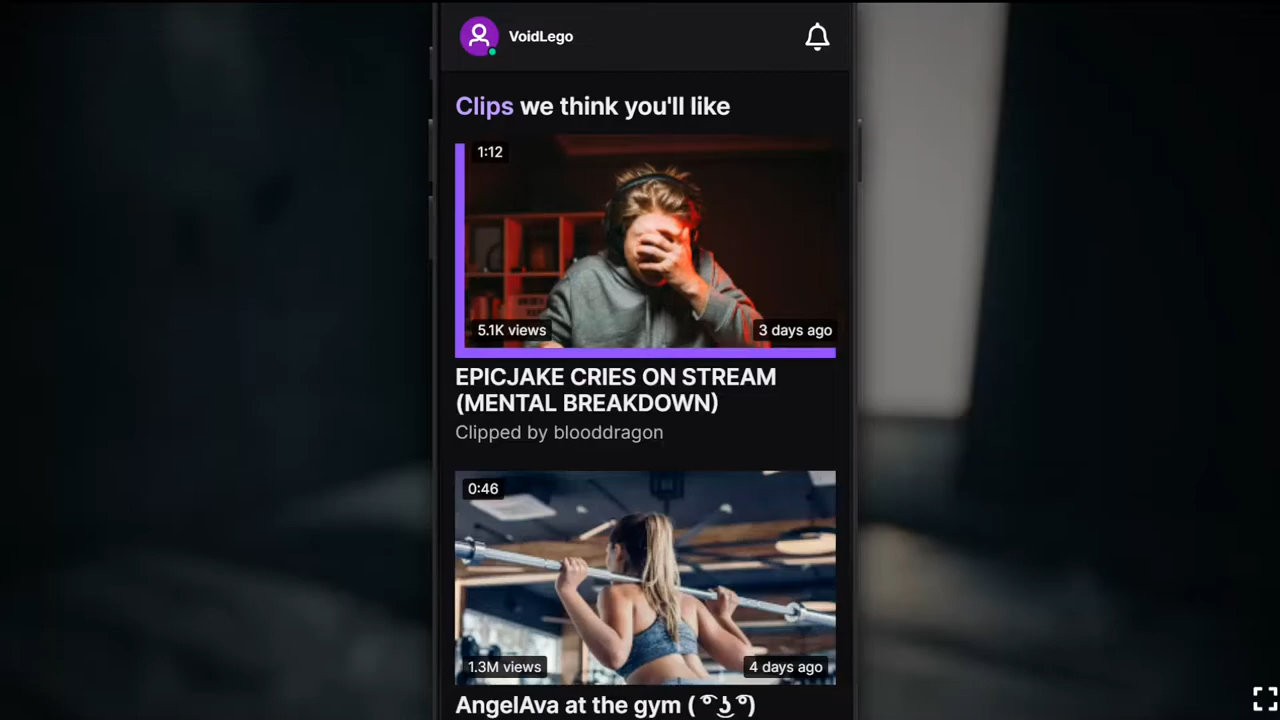 VoidLego
Clips we think you'll like
1:12
5.1K views
3 days ago
EPICJAKE CRIES ON STREAM
(MENTAL BREAKDOWN)
Clipped by blooddragon
0:46
1.3M views
4 days ago
AngelAva at the gym ( ͡° ͜ʖ ͡°)